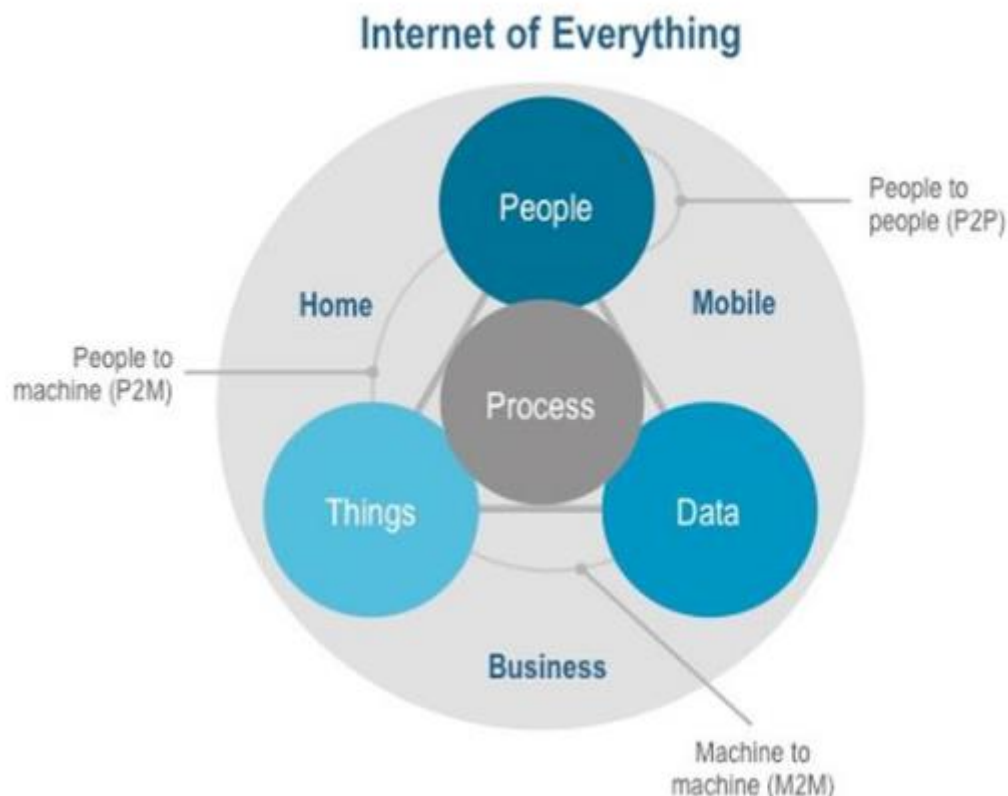 Internet of Everything
People
People to
people (P2P)
Home
Mobile
People to
machine (P2M)
Process
Things
Data
Business
Machine to
machine (M2M)